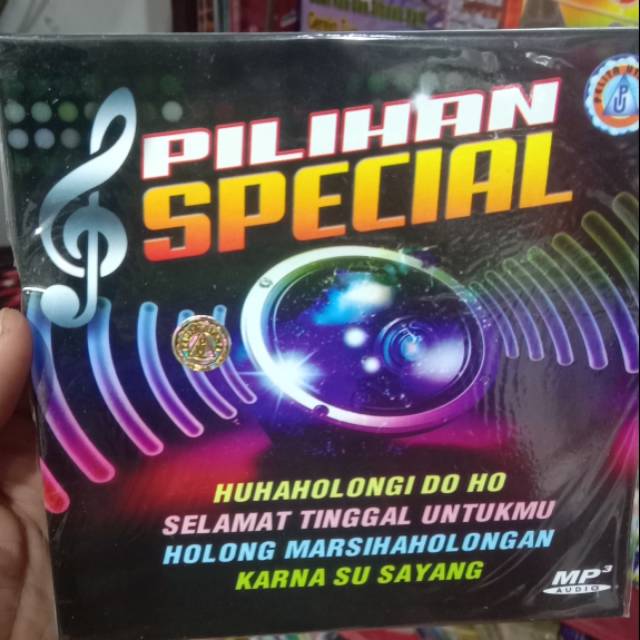 PILIHAN
SPECIAL
HUHAHOLONGI DO HO
SELAMAT TINGGAL UNTUKMU
HOLONG MARSIHAHOLONGAN
KARNA SU SAYANG
MP3
AUDIO